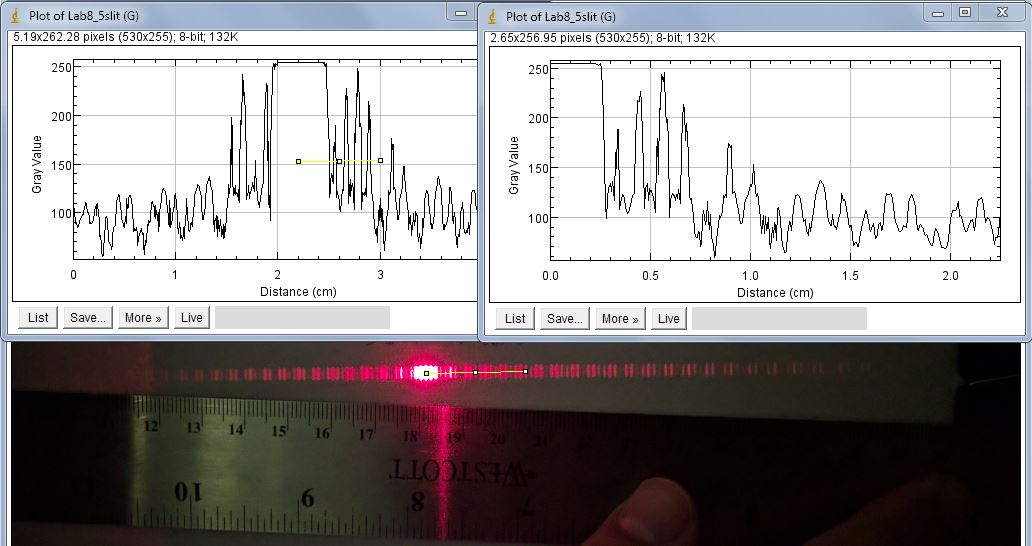 Plot of Lab8_5slit (G)
5.19x262.28 pixels (530x255); 8-bit; 132K
250
200
150
100
Gray Value
0 1 2 3
Distance (cm)
List Save... More » Live
Plot of Lab8_5slit (G)
2.65x256.95 pixels (530x255); 8-bit; 132K
250
200
150
100
Gray Value
0.0 0.5 1.0 1.5 2.0
Distance (cm)
List Save... More » Live
12 13 14 15 16 17 18 19 20 21
WESTCOTT
10 9 8 7